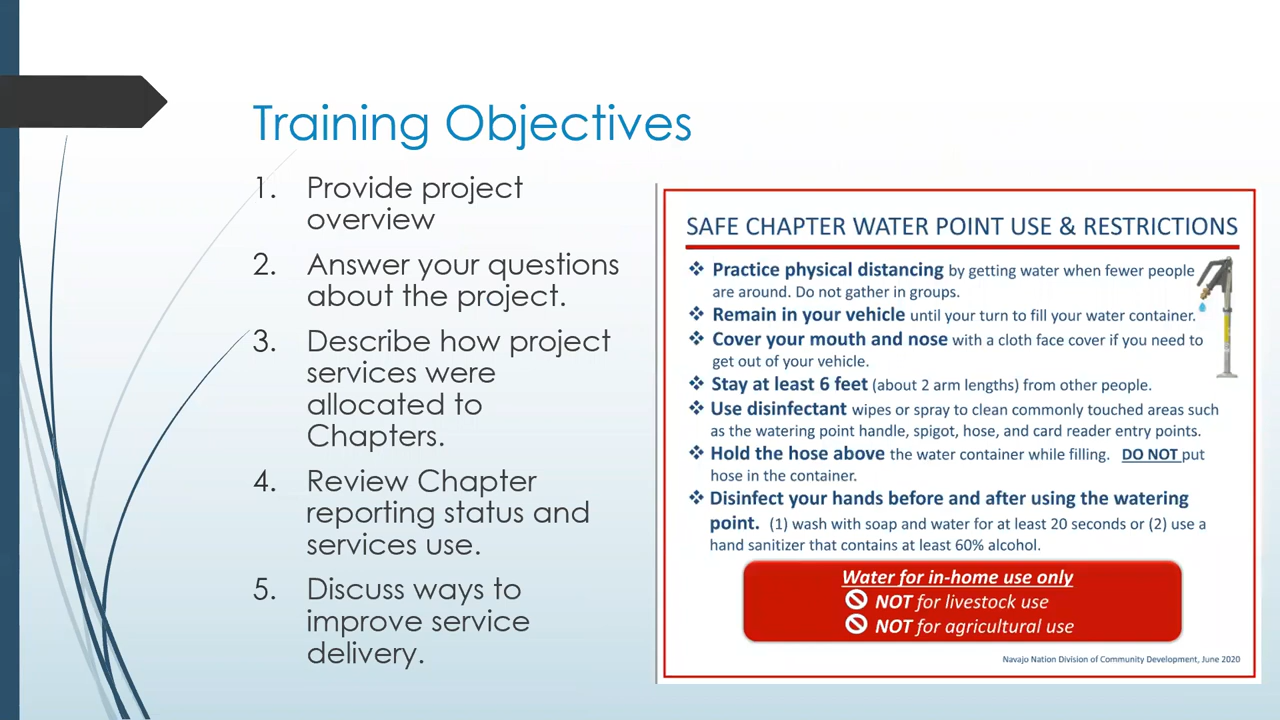 Training Objectives
1. Provide project
overview
2. Answer your questions
about the project.
3. Describe how project
services were
allocated to
Chapters.
4. Review Chapter
reporting status and
services use.
5. Discuss ways to
improve service
delivery.
SAFE CHAPTER WATER POINT USE & RESTRICTIONS
❖ Practice physical distancing by getting water when fewer people
are around. Do not gather in groups.
❖ Remain in your vehicle until your turn to fill your water container.
❖ Cover your mouth and nose with a cloth face cover if you need to
get out of your vehicle.
❖ Stay at least 6 feet (about 2 arm lengths) from other people.
❖ Use disinfectant wipes or spray to clean commonly touched areas such
as the watering point handle, spigot, hose, and card reader entry points.
❖ Hold the hose above the water container while filling. DO NOT put
hose in the container.
❖ Disinfect your hands before and after using the watering
point. (1) wash with soap and water for at least 20 seconds or (2) use a
hand sanitizer that contains at least 60% alcohol.
Water for in-home use only
NOT for livestock use
NOT for agricultural use
Navajo Nation Division of Community Development, June 2020